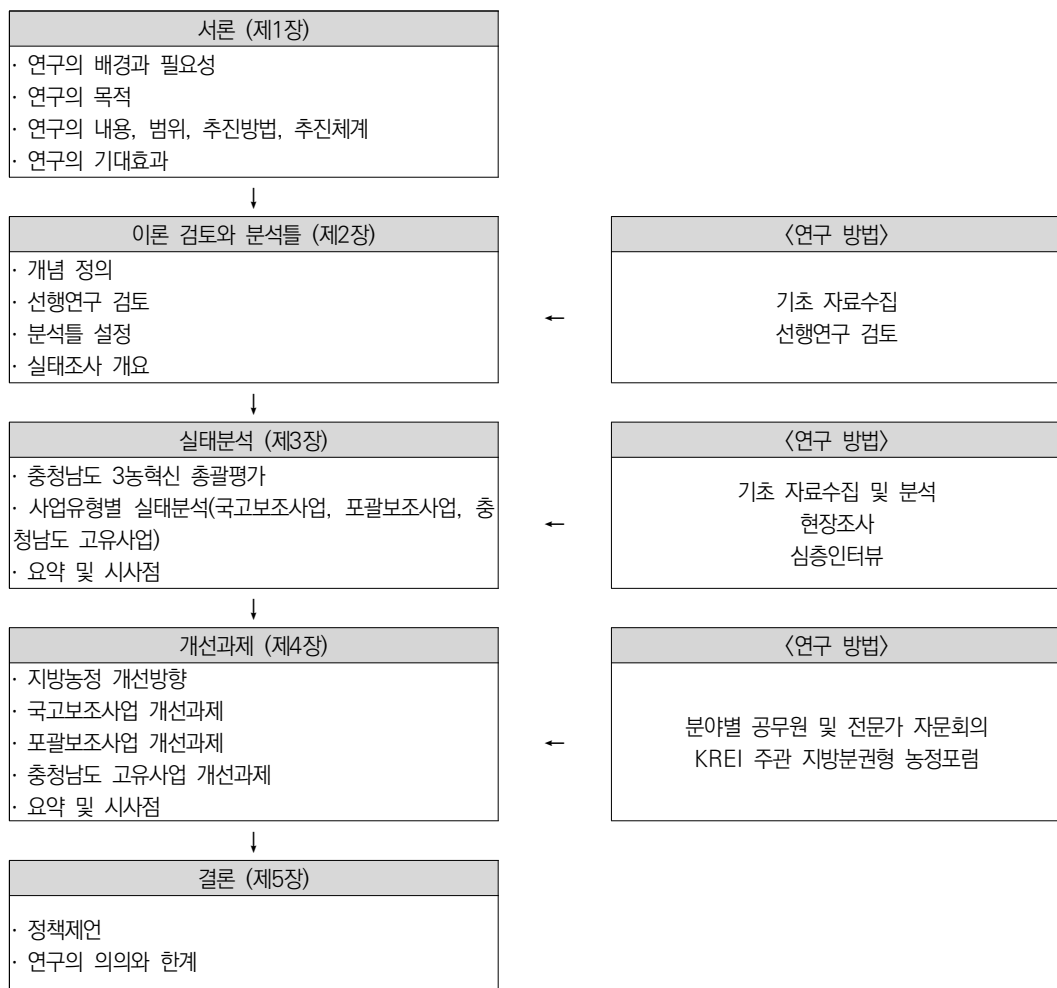 서론 (제1장)
· 연구의 배경과 필요성
· 연구의 목적
· 연구의 내용, 범위, 추진방법, 추진체계
· 연구의 기대효과
↓
이론 검토와 분석틀 (제2장)
· 개념 정의
· 선행연구 검토
· 분석틀 설정
· 실태조사 개요
←
〈연구 방법〉
기초 자료수집
선행연구 검토
↓
실태분석 (제3장)
· 충청남도 3농혁신 총괄평가
· 사업유형별 실태분석(국고보조사업, 포괄보조사업, 충
청남도 고유사업)
· 요약 및 시사점
←
〈연구 방법〉
기초 자료수집 및 분석
현장조사
심층인터뷰
↓
개선과제 (제4장)
· 지방농정 개선방향
· 국고보조사업 개선과제
· 포괄보조사업 개선과제
· 충청남도 고유사업 개선과제
· 요약 및 시사점
←
〈연구 방법〉
분야별 공무원 및 전문가 자문회의
KREI 주관 지방분권형 농정포럼
↓
결론 (제5장)
· 정책제언
· 연구의 의의와 한계